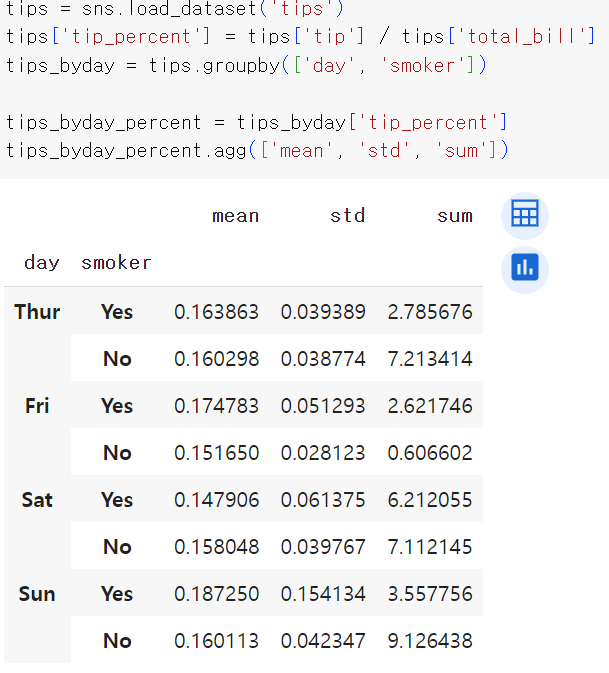 tips = sns.load_dataset('tips')
tips['tip_percent'] = tips['tip'] / tips['total_bill']
tips_byday = tips.groupby(['day', 'smoker'])
tips_byday_percent = tips_byday['tip_percent']
tips_byday_percent.agg(['mean', 'std', 'sum'])
mean std sum
day smoker
Thur Yes 0.163863 0.039389 2.785676
No 0.160298 0.038774 7.213414
Fri Yes 0.174783 0.051293 2.621746
No 0.151650 0.028123 0.606602
Sat Yes 0.147906 0.061375 6.212055
No 0.158048 0.039767 7.112145
Sun Yes 0.187250 0.154134 3.557756
No 0.160113 0.042347 9.126438